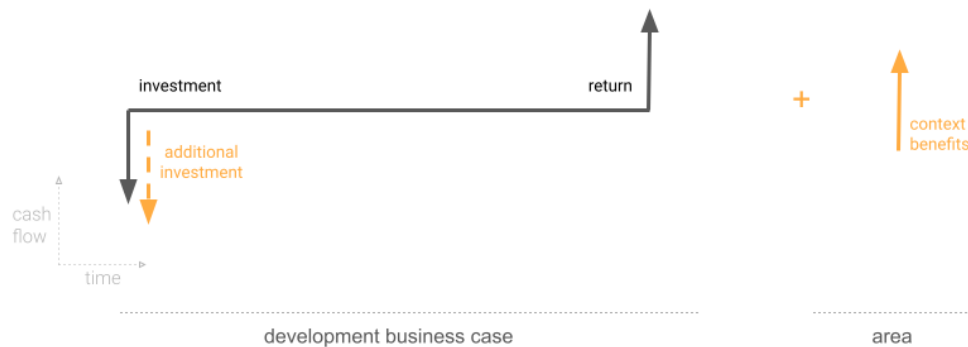 investment
return
+
context
benefits
additional
investment
cash
flow
time
development business case
area